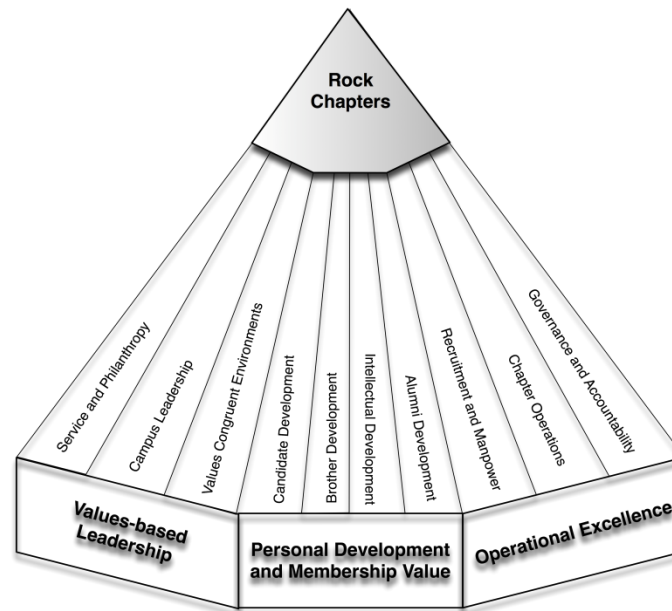 Rock
Chapters
Service and Philanthropy
Campus Leadership
Values Congruent Environments
Candidate Development
Brother Development
Intellectual Development
Alumni Development
Recruitment and Manpower
Chapter Operations
Governance and Accountability
Values-based
Leadership
Personal Development
and Membership Value
Operational Excellence